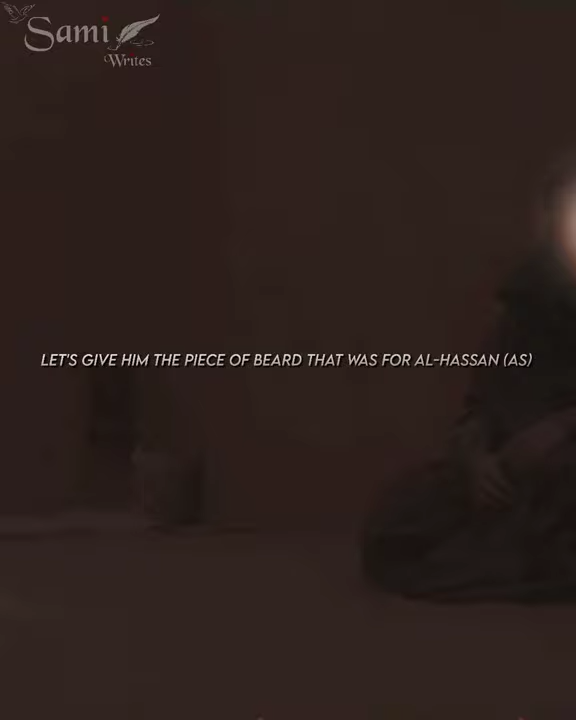 Sami
Writes
LET'S GIVE HIM THE PIECE OF BEARD THAT WAS FOR AL-HASSAN (AS)